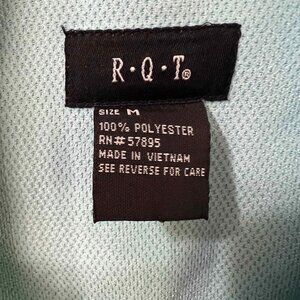 R·Q·T®
SIZE M
100% POLYESTER
RN# 57895
MADE IN VIETNAM
SEE REVERSE FOR CARE